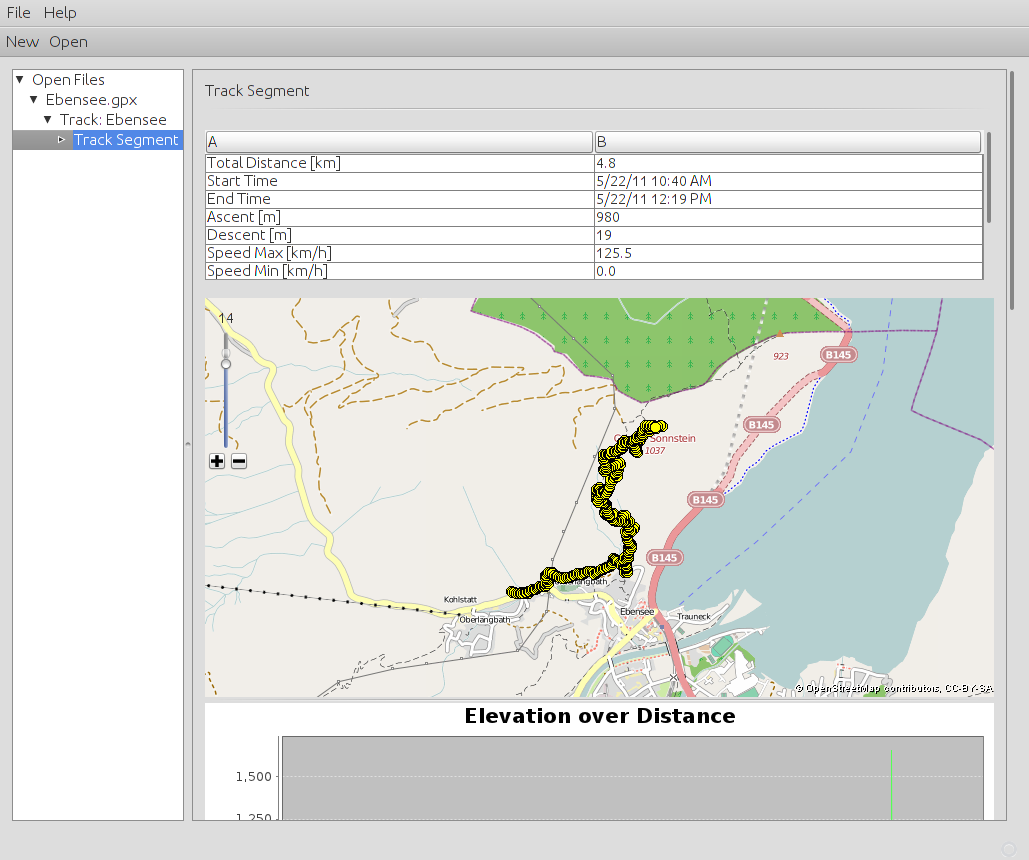 File Help
New Open
Open Files
Ebensee.gpx
Track: Ebensee
Track Segment
Track Segment
A B
Total Distance [km] 4.8
Start Time 5/22/11 10:40 AM
End Time 5/22/11 12:19 PM
Ascent [m] 980
Descent [m] 19
Speed Max [km/h] 125.5
Speed Min [km/h] 0.0
14
923
B145
B145
Sonnstein
1037
B145
B145
Kohlstatt
Oberlangbath
Ebensee
Trauneck
© OpenStreetMap contributors, CC-BY-SA
Elevation over Distance
1,500
1,250